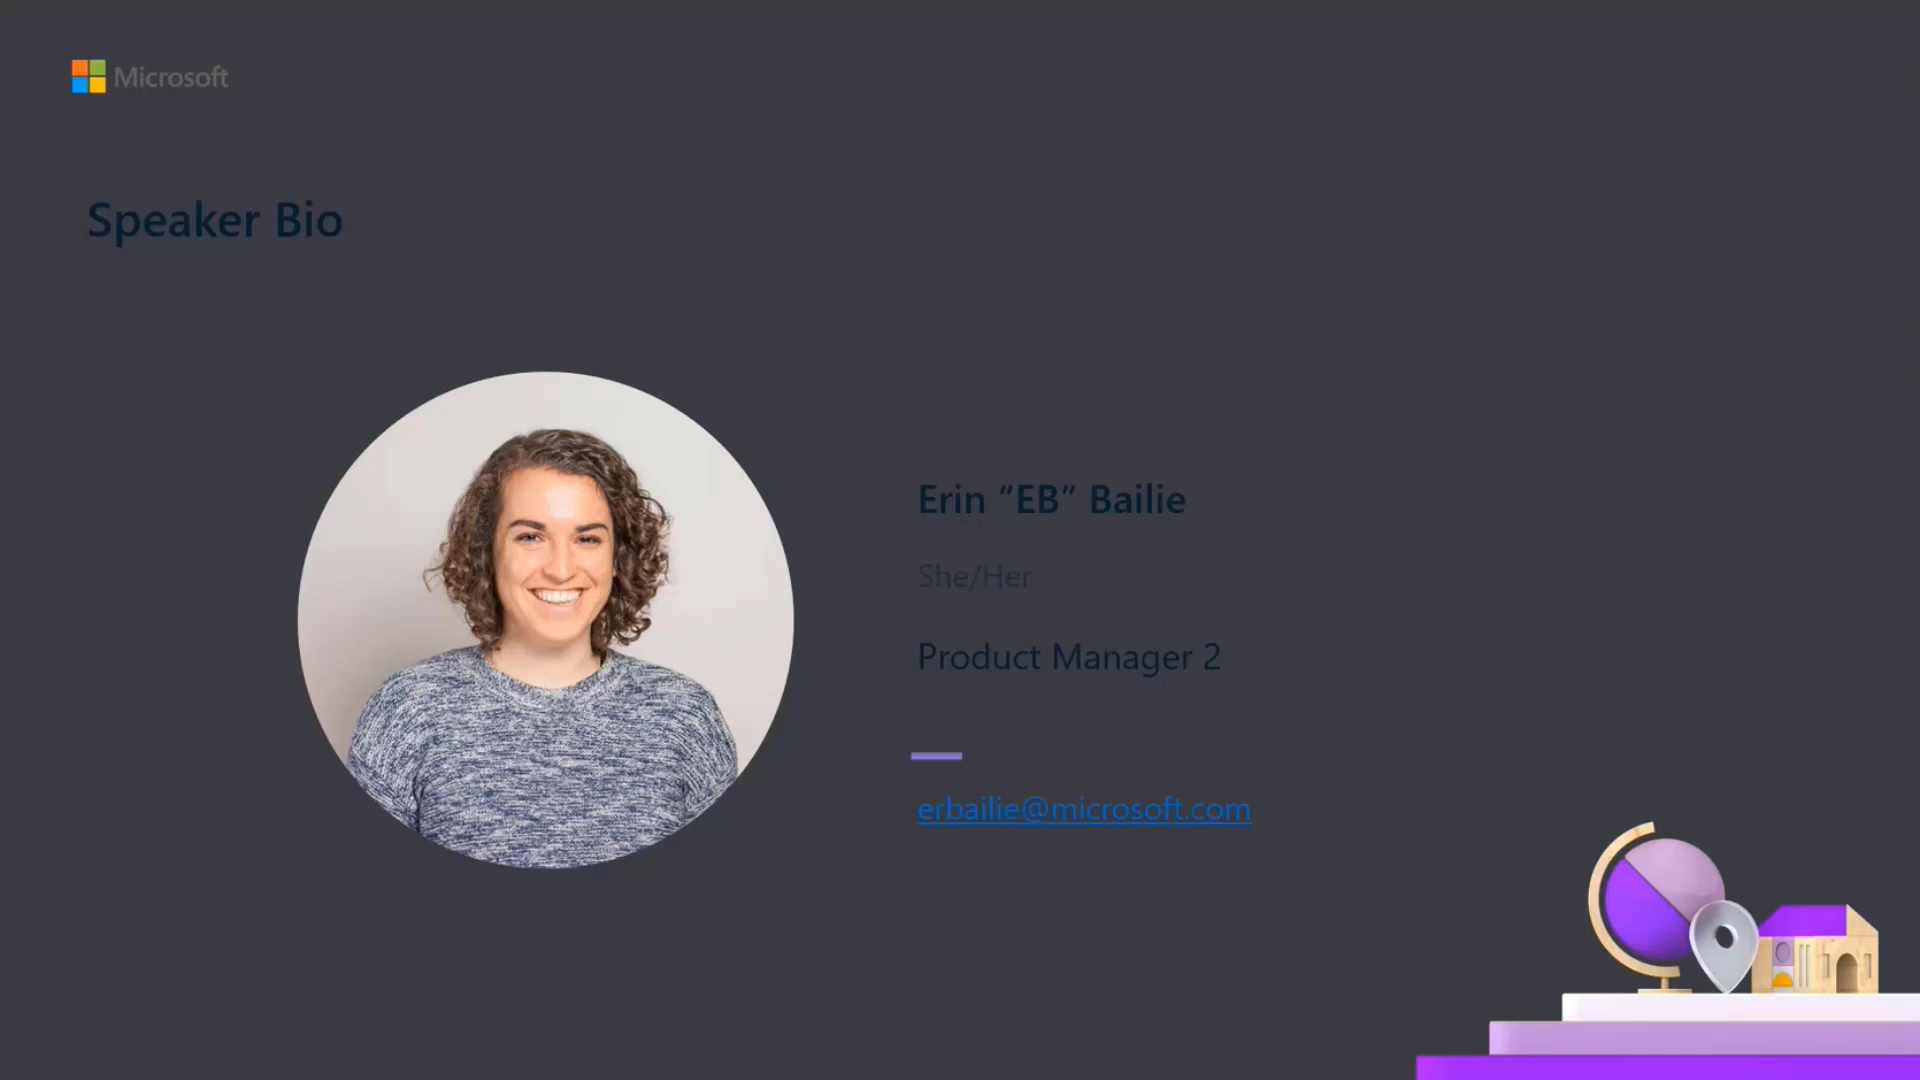 Microsoft
Speaker Bio
Erin “EB” Bailie
She/Her
Product Manager 2
erbailie@microsoft.com